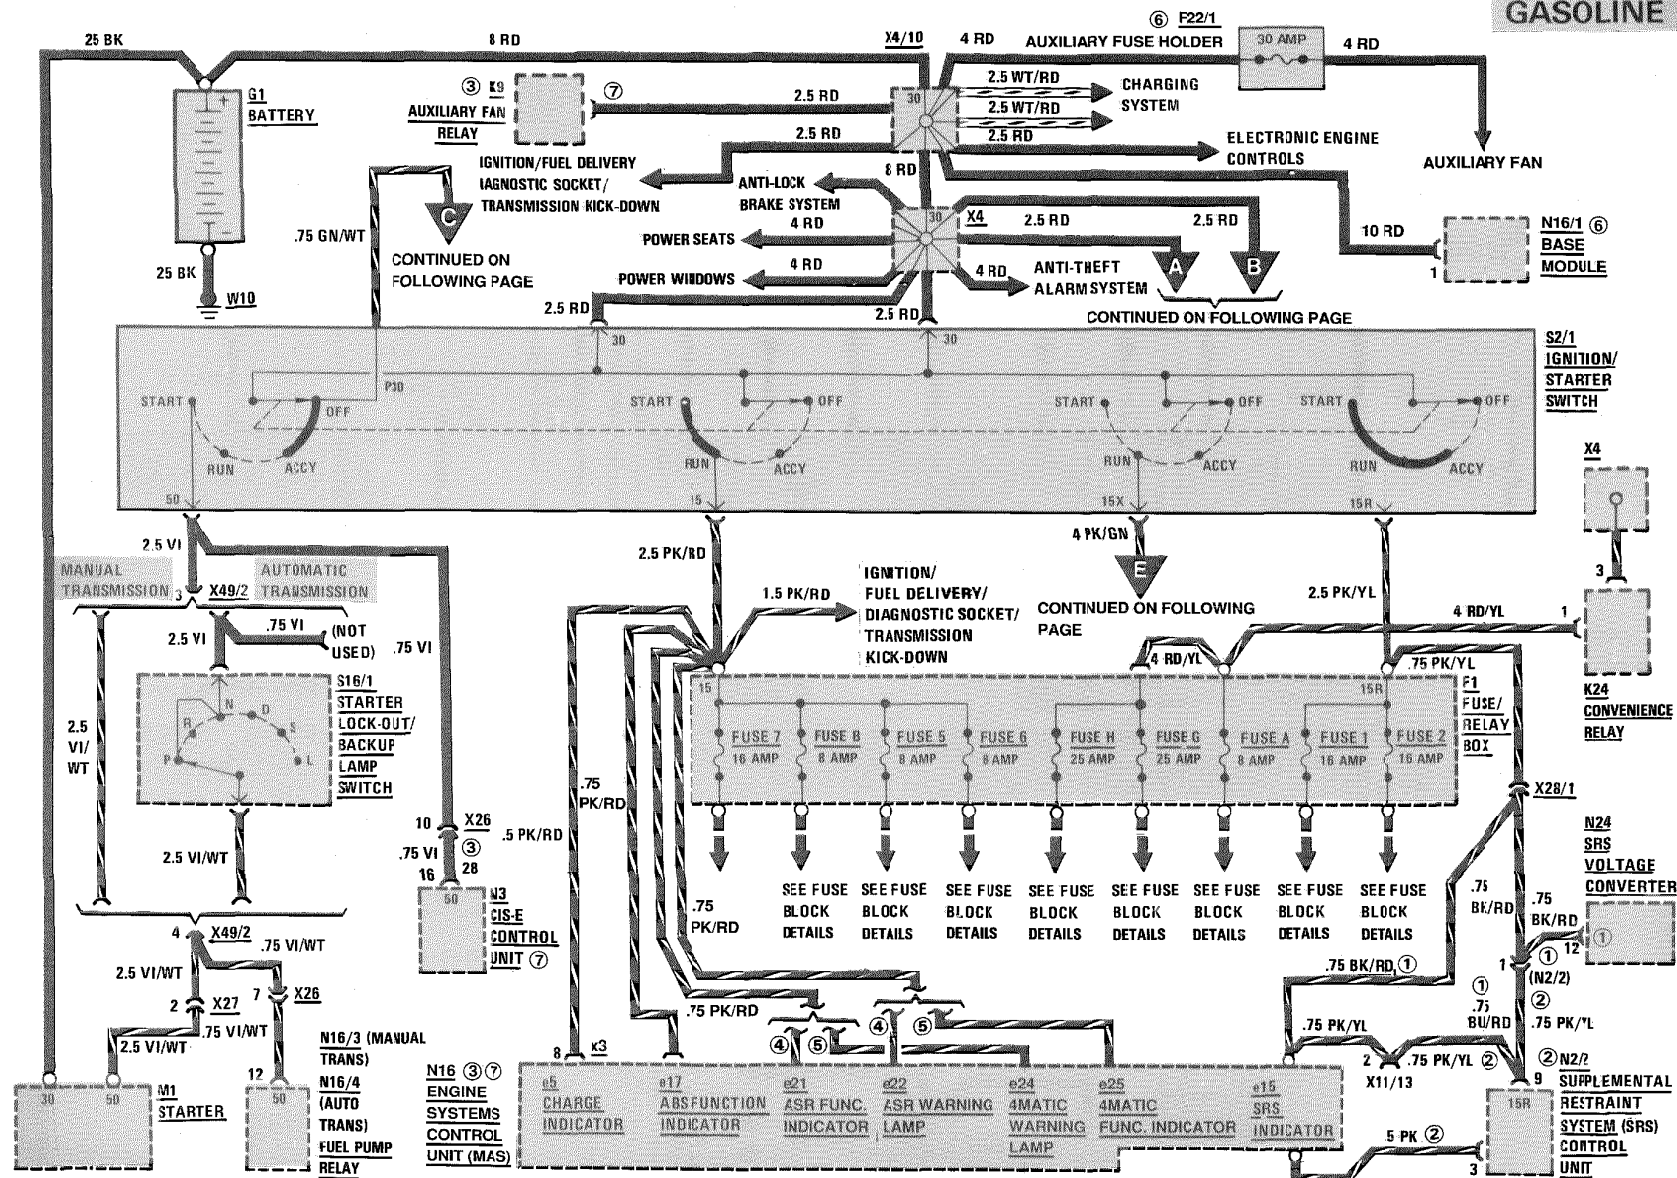 GASOLINE
25 BK
8 RD
X4/10
4 RD
⑥ F22/1
AUXILIARY FUSE HOLDER
30 AMP
4 RD
2.5 WT/RD
CHARGING
SYSTEM
2.5 WT/RD
2.5 RD
③ K9
AUXILIARY FAN
RELAY
⑦
2.5 RD
30
G1
BATTERY
+
-
2.5 RD
ELECTRONIC ENGINE
CONTROLS
AUXILIARY FAN
IGNITION/FUEL DELIVERY
IAGNOSTIC SOCKET/
TRANSMISSION KICK-DOWN
8 RD
ANTI-LOCK
BRAKE SYSTEM
30
X4
2.5 RD
2.5 RD
10 RD
N16/1 ⑥
BASE
MODULE
1
C
.75 GN/WT
CONTINUED ON
FOLLOWING PAGE
4 RD
POWER SEATS
4 RD
POWER WINDOWS
4 RD
ANTI-THEFT
ALARM SYSTEM
A
B
CONTINUED ON FOLLOWING PAGE
25 BK
W10
2.5 RD
2.5 RD
30
30
S2/1
IGNITION/
STARTER
SWITCH
P30
START
OFF
RUN
ACCY
START
OFF
RUN
ACCY
START
OFF
RUN
ACCY
START
OFF
RUN
ACCY
50
15
15X
15R
X4
2.5 VI
MANUAL
TRANSMISSION
AUTOMATIC
TRANSMISSION
3
X49/2
2.5 VI
.75 VI
(NOT
USED)
.75 VI
2.5 PK/RD
4 PK/GN
E
CONTINUED ON FOLLOWING
PAGE
1.5 PK/RD
IGNITION/
FUEL DELIVERY/
DIAGNOSTIC SOCKET/
TRANSMISSION
KICK-DOWN
2.5 PK/YL
4 RD/YL
4 RD/YL
.75 PK/YL
3
1
K24
CONVENIENCE
RELAY
S16/1
STARTER
LOCK-OUT/
BACKUP
LAMP
SWITCH
P
R
N
D
S
L
2.5
VI/
WT
2.5 VI/WT
15
15R
F1
FUSE/
RELAY
BOX
FUSE 7
16 AMP
FUSE B
8 AMP
FUSE 5
8 AMP
FUSE 6
8 AMP
FUSE H
25 AMP
FUSE G
25 AMP
FUSE A
8 AMP
FUSE 1
16 AMP
FUSE 2
16 AMP
X28/1
10
X26
.75 VI
③
16
28
50
N3
CIS-E
CONTROL
UNIT ⑦
.5 PK/RD
.75
PK/RD
.75
PK/RD
SEE FUSE
BLOCK
DETAILS
SEE FUSE
BLOCK
DETAILS
SEE FUSE
BLOCK
DETAILS
SEE FUSE
BLOCK
DETAILS
SEE FUSE
BLOCK
DETAILS
SEE FUSE
BLOCK
DETAILS
SEE FUSE
BLOCK
DETAILS
SEE FUSE
BLOCK
DETAILS
N24
SRS
VOLTAGE
CONVERTER
①
12
.75
BK/RD
.75
BK/RD
①
1
(N2/2)
.75 BK/RD ①
①
.75
BU/RD
②
.75 PK/YL
4
X49/2
.75 VI/WT
2.5 VI/WT
2
X27
7
X26
.75 VI/WT
2.5 VI/WT
.75 PK/RD
④
⑤
④
⑤
.75 PK/YL
2
X11/13
.75 PK/YL ②
② N2/2
SUPPLEMENTAL
RESTRAINT
SYSTEM (SRS)
CONTROL
UNIT
9
15R
3
5 PK ②
30
50
M1
STARTER
12
50
N16/3 (MANUAL
TRANS)
N16/4
(AUTO
TRANS)
FUEL PUMP
RELAY
N16 ③⑦
ENGINE
SYSTEMS
CONTROL
UNIT (MAS)
8
K3
e5
CHARGE
INDICATOR
e17
ABSFUNCTION
INDICATOR
e21
ASR FUNC.
INDICATOR
e22
ASR WARNING
LAMP
e24
4MATIC
WARNING
LAMP
e25
4MATIC
FUNC. INDICATOR
e15
SRS
INDICATOR